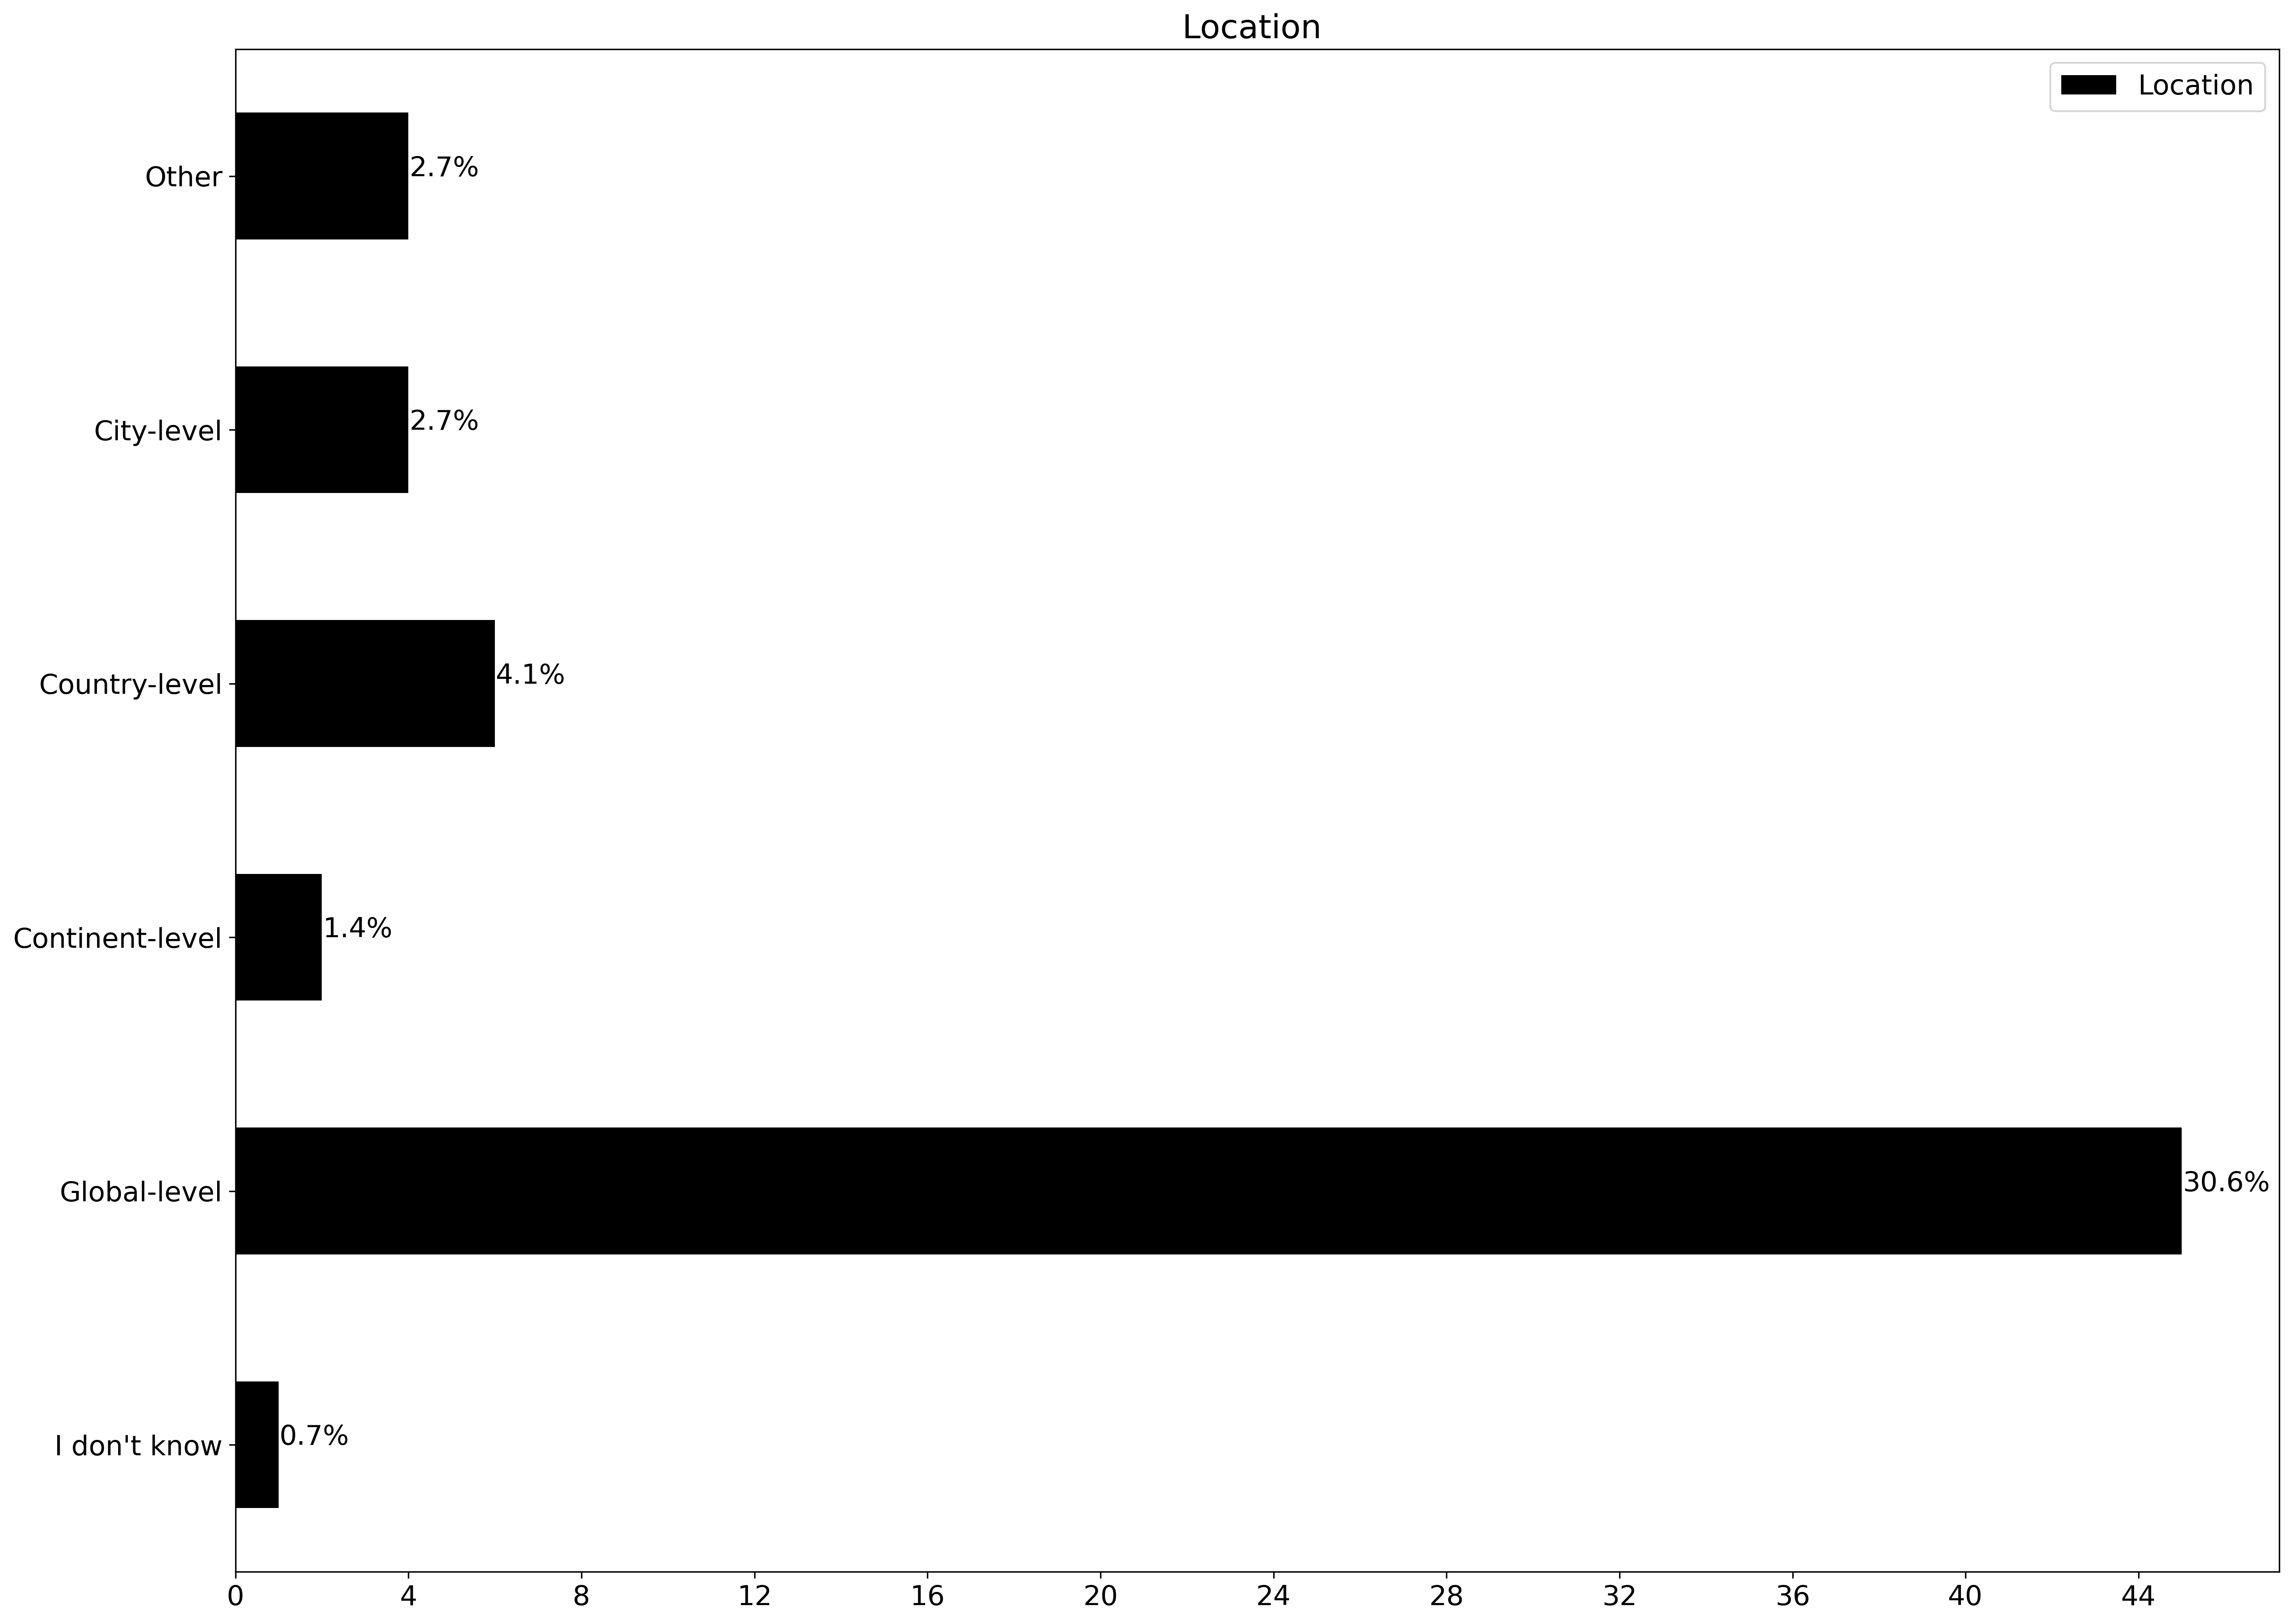 Location
Location
Other
2.7%
City-level
2.7%
Country-level
4.1%
Continent-level
1.4%
Global-level
30.6%
I don't know
0.7%
0 4 8 12 16 20 24 28 32 36 40 44